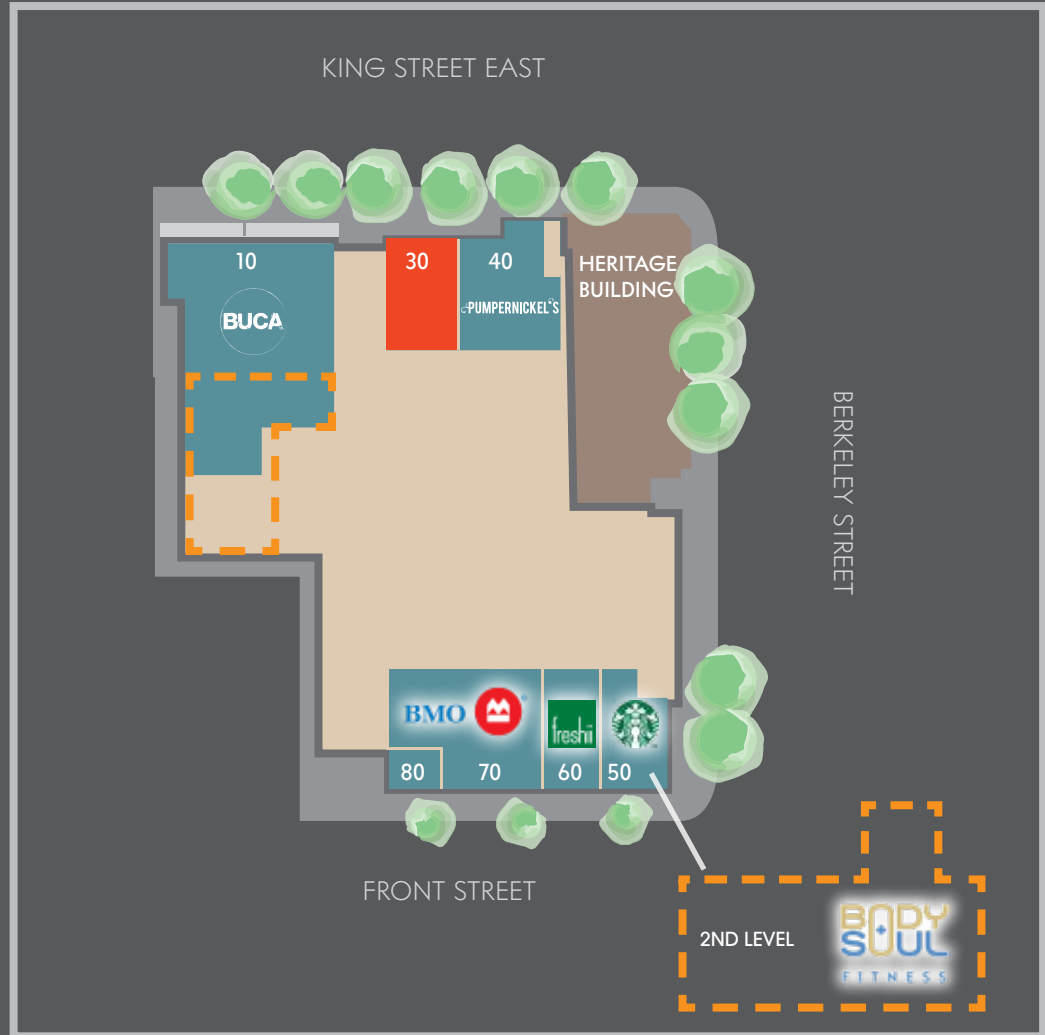 KING STREET EAST
10
BUCA
30
40
PUMPERNICKEL'S
HERITAGE
BUILDING
BERKELEY STREET
BMO
freshii
80
70
60
50
FRONT STREET
2ND LEVEL
BODY
+
SOUL
FITNESS